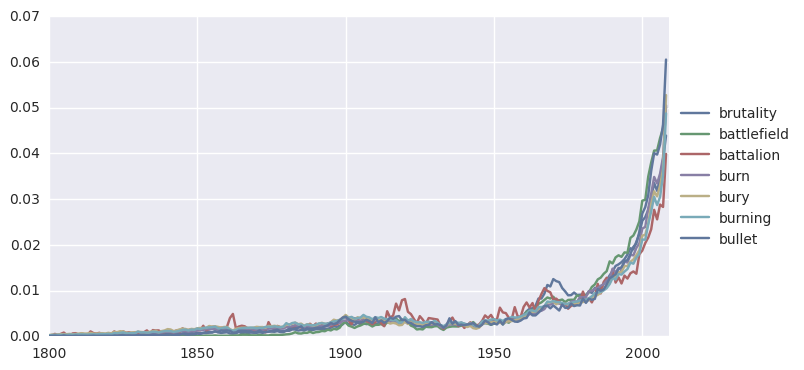 0.07
0.06
0.05
0.04
0.03
0.02
0.01
0.00
1800 1850 1900 1950 2000
brutality
battlefield
battalion
burn
bury
burning
bullet